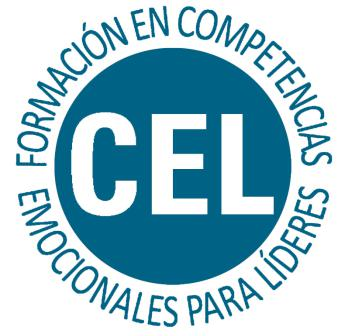 FORMACIÓN EN COMPETENCIAS
CEL
EMOCIONALES PARA LÍDERES